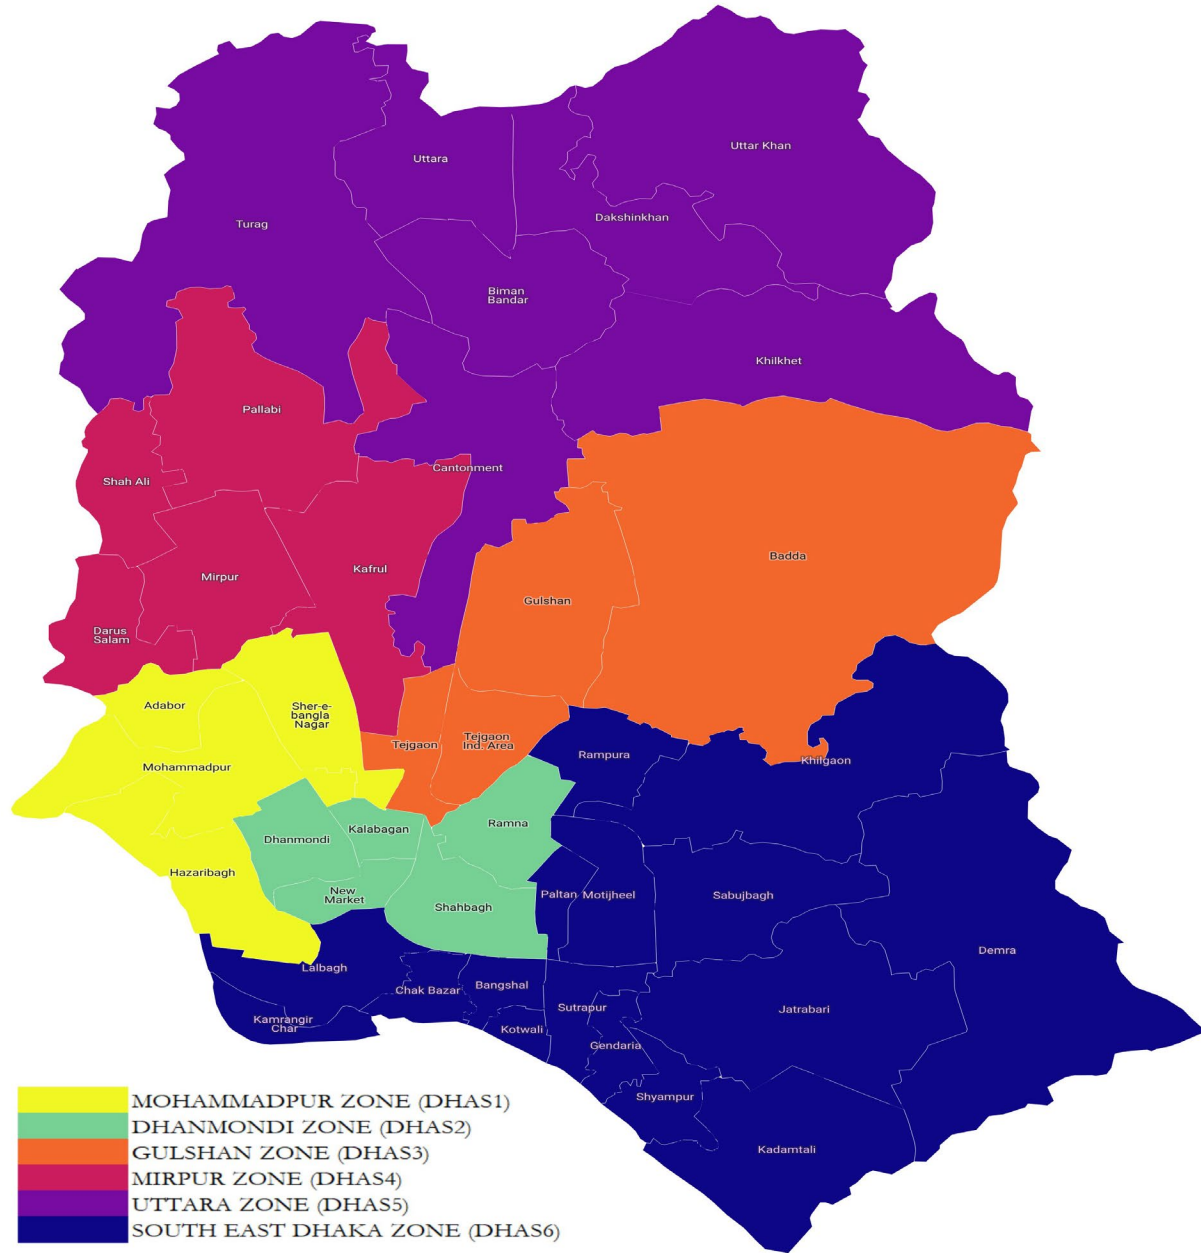 Uttar Khan
Uttara
Dakshinkhan
Turag
Biman
Bandar
Khilkhet
Pallabi
Cantonment
Shah Ali
Badda
Kafrul
Mirpur
Gulshan
Darus
Salam
Adabor
Sher-e-
bangla
Nagar
Tejgaon
Tejgaon
Ind. Area
Rampura
Khilgaon
Mohammadpur
Ramna
Kalabagan
Dhanmondi
Hazaribagh
New
Market
Paltan
Motijheel
Sabujbagh
Shahbagh
Demra
Lalbagh
Bangshal
Chak Bazar
Sutrapur
Jatrabari
Kamrangir
Char
Kotwali
Gendaria
Shyampur
Kadamtali
MOHAMMADPUR ZONE (DHAS1)
DHANMONDI ZONE (DHAS2)
GULSHAN ZONE (DHAS3)
MIRPUR ZONE (DHAS4)
UTTARA ZONE (DHAS5)
SOUTH EAST DHAKA ZONE (DHAS6)